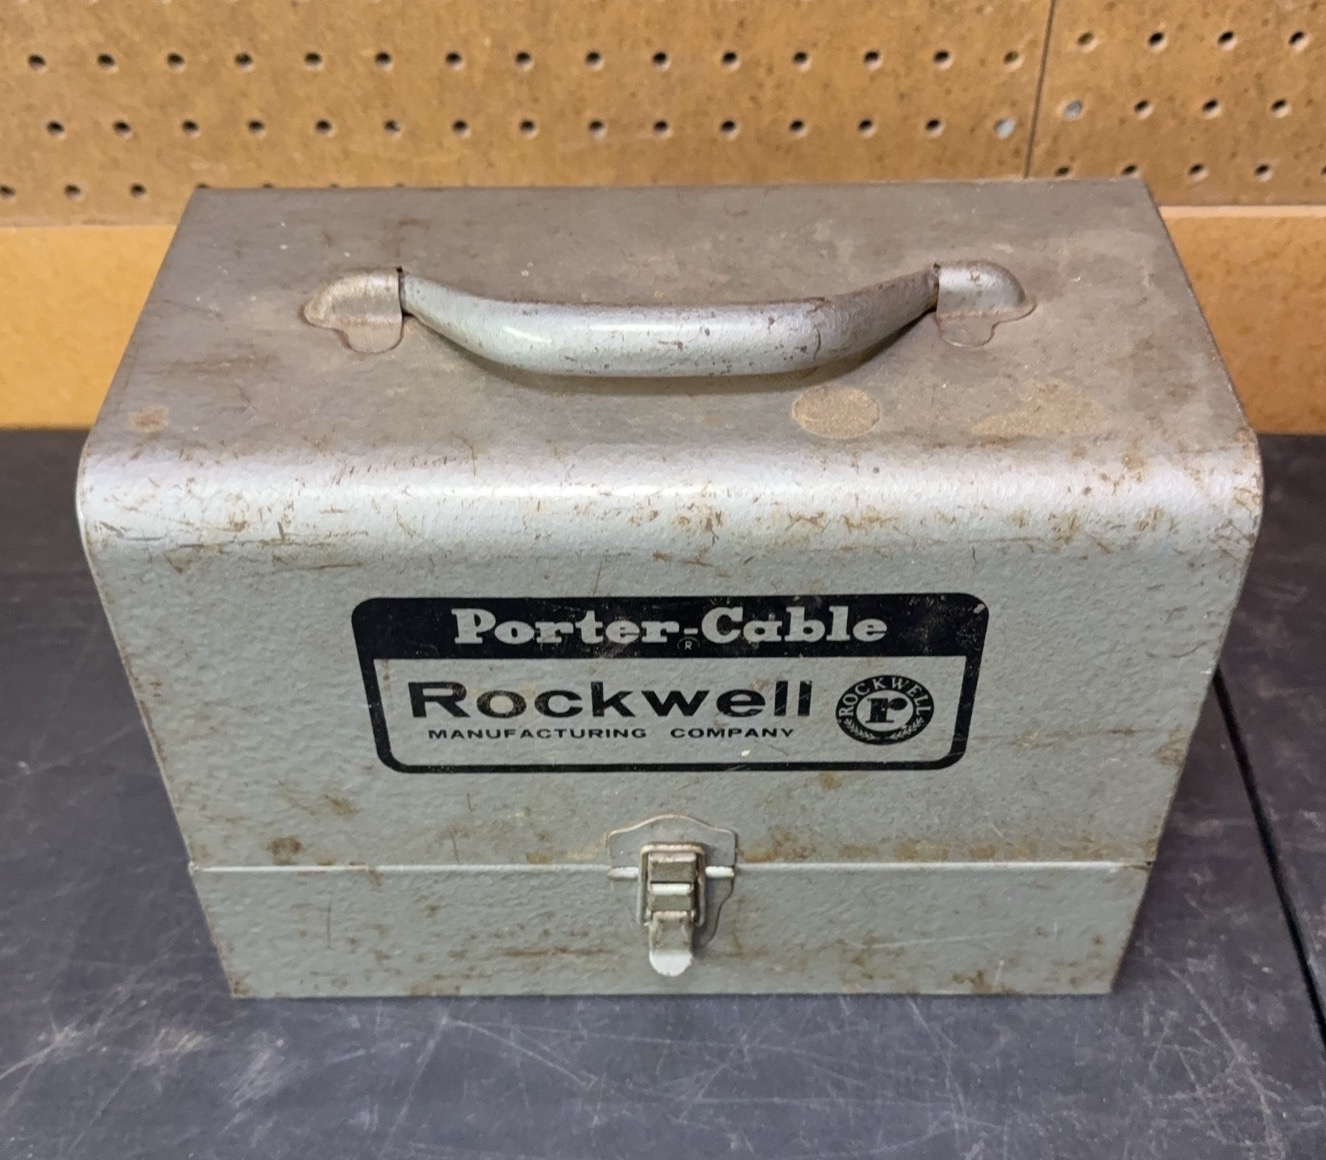 Porter-Cable
®
Rockwell
MANUFACTURING COMPANY
ROCKWELL
r